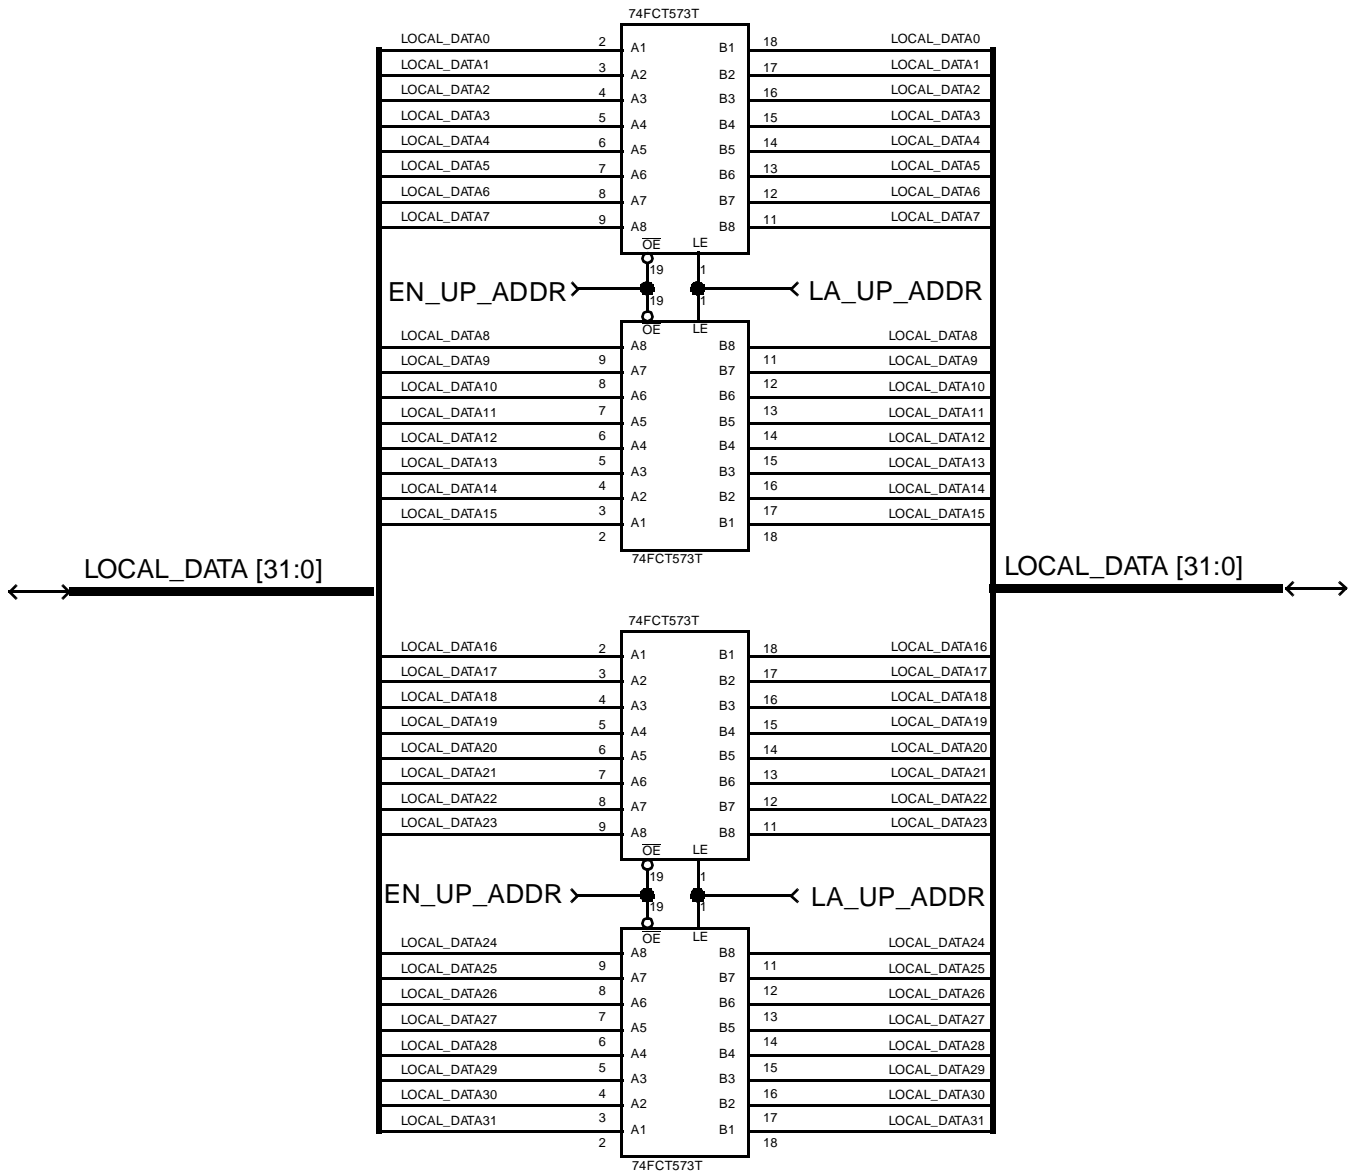 74FCT573T
LOCAL_DATA0 2 A1 B1 18 LOCAL_DATA0
LOCAL_DATA1 3 A2 B2 17 LOCAL_DATA1
LOCAL_DATA2 4 A3 B3 16 LOCAL_DATA2
LOCAL_DATA3 5 A4 B4 15 LOCAL_DATA3
LOCAL_DATA4 6 A5 B5 14 LOCAL_DATA4
LOCAL_DATA5 7 A6 B6 13 LOCAL_DATA5
LOCAL_DATA6 8 A7 B7 12 LOCAL_DATA6
LOCAL_DATA7 9 A8 B8 11 LOCAL_DATA7
OE LE
19 1
EN_UP_ADDR LA_UP_ADDR
19 1
OE LE
LOCAL_DATA8 A8 B8 LOCAL_DATA8
LOCAL_DATA9 9 A7 B7 11 LOCAL_DATA9
LOCAL_DATA10 8 A6 B6 12 LOCAL_DATA10
LOCAL_DATA11 7 A5 B5 13 LOCAL_DATA11
LOCAL_DATA12 6 A4 B4 14 LOCAL_DATA12
LOCAL_DATA13 5 A3 B3 15 LOCAL_DATA13
LOCAL_DATA14 4 A2 B2 16 LOCAL_DATA14
LOCAL_DATA15 3 A1 B1 17 LOCAL_DATA15
2 18
74FCT573T
LOCAL_DATA [31:0] LOCAL_DATA [31:0]
74FCT573T
LOCAL_DATA16 2 A1 B1 18 LOCAL_DATA16
LOCAL_DATA17 3 A2 B2 17 LOCAL_DATA17
LOCAL_DATA18 4 A3 B3 16 LOCAL_DATA18
LOCAL_DATA19 5 A4 B4 15 LOCAL_DATA19
LOCAL_DATA20 6 A5 B5 14 LOCAL_DATA20
LOCAL_DATA21 7 A6 B6 13 LOCAL_DATA21
LOCAL_DATA22 8 A7 B7 12 LOCAL_DATA22
LOCAL_DATA23 9 A8 B8 11 LOCAL_DATA23
OE LE
19 1
EN_UP_ADDR LA_UP_ADDR
19 1
OE LE
LOCAL_DATA24 A8 B8 LOCAL_DATA24
LOCAL_DATA25 9 A7 B7 11 LOCAL_DATA25
LOCAL_DATA26 8 A6 B6 12 LOCAL_DATA26
LOCAL_DATA27 7 A5 B5 13 LOCAL_DATA27
LOCAL_DATA28 6 A4 B4 14 LOCAL_DATA28
LOCAL_DATA29 5 A3 B3 15 LOCAL_DATA29
LOCAL_DATA30 4 A2 B2 16 LOCAL_DATA30
LOCAL_DATA31 3 A1 B1 17 LOCAL_DATA31
2 18
74FCT573T